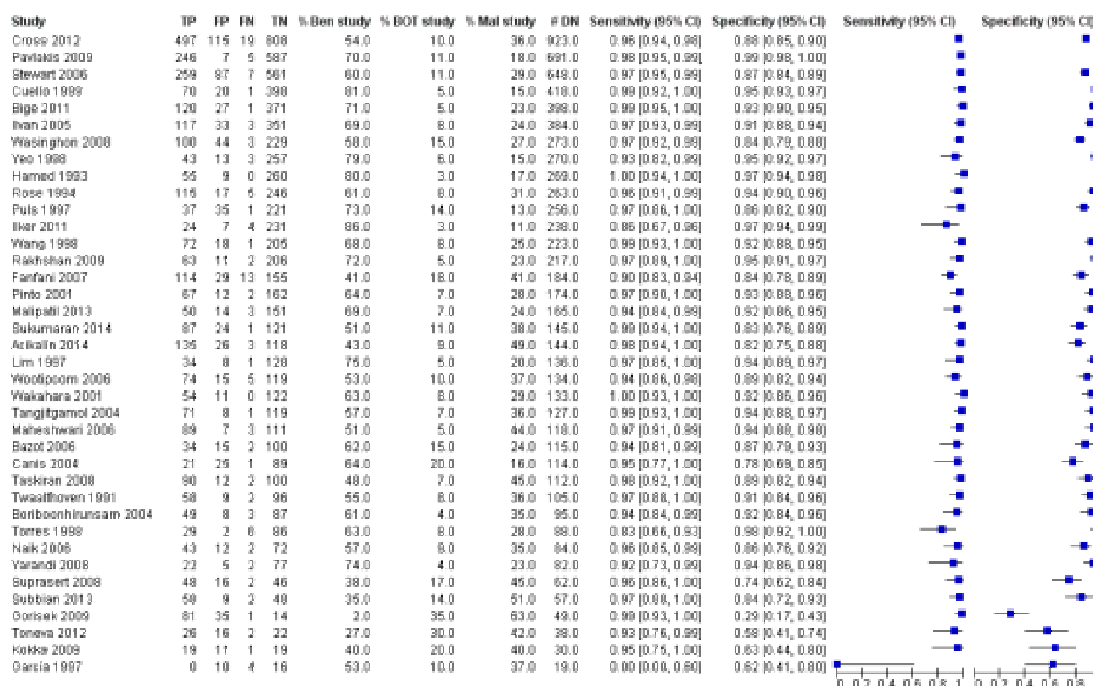 Study TP FP FN TN % Ben study % BOT study % Mal study # DN Sensitivity (95% CI) Specificity (95% CI) Sensitivity (95% CI) Specificity (95% CI)
Cross 2012 497 115 19 808 54.0 10.0 36.0 923.0 0.96 [0.94, 0.98] 0.88 [0.85, 0.90]
Pavlakis 2009 246 7 5 587 70.0 11.0 18.0 691.0 0.98 [0.95, 0.99] 0.99 [0.98, 1.00]
Stewart 2006 259 87 7 561 60.0 11.0 29.0 648.0 0.97 [0.95, 0.99] 0.87 [0.84, 0.89]
Cuello 1999 70 20 1 398 81.0 5.0 15.0 418.0 0.99 [0.92, 1.00] 0.95 [0.93, 0.97]
Bige 2011 120 27 1 371 71.0 5.0 23.0 398.0 0.99 [0.95, 1.00] 0.93 [0.90, 0.95]
Ilvan 2005 117 33 3 351 69.0 8.0 24.0 384.0 0.97 [0.93, 0.99] 0.91 [0.88, 0.94]
Wasinghon 2008 100 44 3 229 58.0 15.0 27.0 273.0 0.97 [0.92, 0.99] 0.84 [0.79, 0.88]
Yeo 1998 43 13 3 257 79.0 6.0 15.0 270.0 0.93 [0.82, 0.99] 0.95 [0.92, 0.97]
Hamed 1993 55 9 0 260 80.0 3.0 17.0 269.0 1.00 [0.94, 1.00] 0.97 [0.94, 0.98]
Rose 1994 115 17 5 246 61.0 8.0 31.0 263.0 0.96 [0.91, 0.99] 0.94 [0.90, 0.96]
Puls 1997 37 35 1 221 73.0 14.0 13.0 256.0 0.97 [0.86, 1.00] 0.86 [0.82, 0.90]
Ilker 2011 24 7 4 231 86.0 3.0 11.0 238.0 0.86 [0.67, 0.96] 0.97 [0.94, 0.99]
Wang 1998 72 18 1 205 68.0 8.0 25.0 223.0 0.99 [0.93, 1.00] 0.92 [0.88, 0.95]
Rakhshan 2009 63 11 2 206 72.0 5.0 23.0 217.0 0.97 [0.89, 1.00] 0.95 [0.91, 0.97]
Fanfani 2007 114 29 13 155 41.0 18.0 41.0 184.0 0.90 [0.83, 0.94] 0.84 [0.78, 0.89]
Pinto 2001 67 12 2 162 64.0 7.0 28.0 174.0 0.97 [0.90, 1.00] 0.93 [0.88, 0.96]
Malipatil 2013 50 14 3 151 69.0 7.0 24.0 165.0 0.94 [0.84, 0.99] 0.92 [0.86, 0.95]
Sukumaran 2014 87 24 1 121 51.0 11.0 38.0 145.0 0.99 [0.94, 1.00] 0.83 [0.76, 0.89]
Arikalin 2014 135 26 3 118 43.0 9.0 49.0 144.0 0.98 [0.94, 1.00] 0.82 [0.75, 0.88]
Lim 1997 34 8 1 128 75.0 5.0 20.0 136.0 0.97 [0.85, 1.00] 0.94 [0.89, 0.97]
Wootipoom 2006 74 15 5 119 53.0 10.0 37.0 134.0 0.94 [0.86, 0.98] 0.89 [0.82, 0.94]
Wakahara 2001 54 11 0 122 63.0 8.0 29.0 133.0 1.00 [0.93, 1.00] 0.92 [0.86, 0.96]
Tangjitgamol 2004 71 8 1 119 57.0 7.0 36.0 127.0 0.99 [0.93, 1.00] 0.94 [0.88, 0.97]
Maheshwari 2006 89 7 3 111 51.0 5.0 44.0 118.0 0.97 [0.91, 0.99] 0.94 [0.88, 0.98]
Bazot 2006 34 15 2 100 62.0 15.0 24.0 115.0 0.94 [0.81, 0.99] 0.87 [0.79, 0.93]
Canis 2004 21 25 1 89 64.0 20.0 16.0 114.0 0.95 [0.77, 1.00] 0.78 [0.69, 0.85]
Taskiran 2008 90 12 2 100 48.0 7.0 45.0 112.0 0.98 [0.92, 1.00] 0.89 [0.82, 0.94]
Twaalfhoven 1991 58 9 2 96 55.0 8.0 36.0 105.0 0.97 [0.88, 1.00] 0.91 [0.84, 0.96]
Boriboonhirunsarn 2004 49 8 3 87 61.0 4.0 35.0 95.0 0.94 [0.84, 0.99] 0.92 [0.84, 0.96]
Torres 1998 29 2 6 86 63.0 8.0 28.0 88.0 0.83 [0.66, 0.93] 0.98 [0.92, 1.00]
Naik 2006 43 12 2 72 57.0 8.0 35.0 84.0 0.96 [0.85, 0.99] 0.86 [0.76, 0.92]
Varandi 2008 22 5 2 77 74.0 4.0 23.0 82.0 0.92 [0.73, 0.99] 0.94 [0.86, 0.98]
Suprasert 2008 48 16 2 46 38.0 17.0 45.0 62.0 0.96 [0.86, 1.00] 0.74 [0.62, 0.84]
Subbian 2013 58 9 2 48 35.0 14.0 51.0 57.0 0.97 [0.88, 1.00] 0.84 [0.72, 0.93]
Gorisek 2009 81 35 1 14 2.0 35.0 63.0 49.0 0.99 [0.93, 1.00] 0.29 [0.17, 0.43]
Toneva 2012 26 16 2 22 27.0 30.0 42.0 38.0 0.93 [0.76, 0.99] 0.58 [0.41, 0.74]
Kokka 2009 19 11 1 19 40.0 20.0 40.0 30.0 0.95 [0.75, 1.00] 0.63 [0.44, 0.80]
Garcia 1997 0 10 4 16 53.0 10.0 37.0 19.0 0.00 [0.00, 0.60] 0.62 [0.41, 0.80]
0 0.2 0.4 0.6 0.8 1 0 0.2 0.4 0.6 0.8